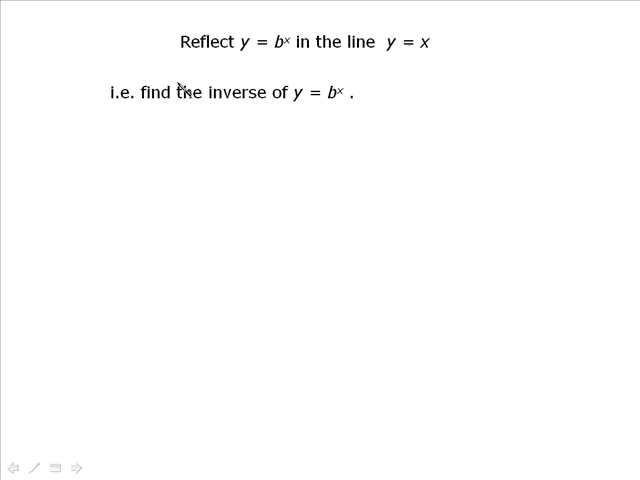 Reflect y = bˣ in the line y = x
i.e. find the inverse of y = bˣ .